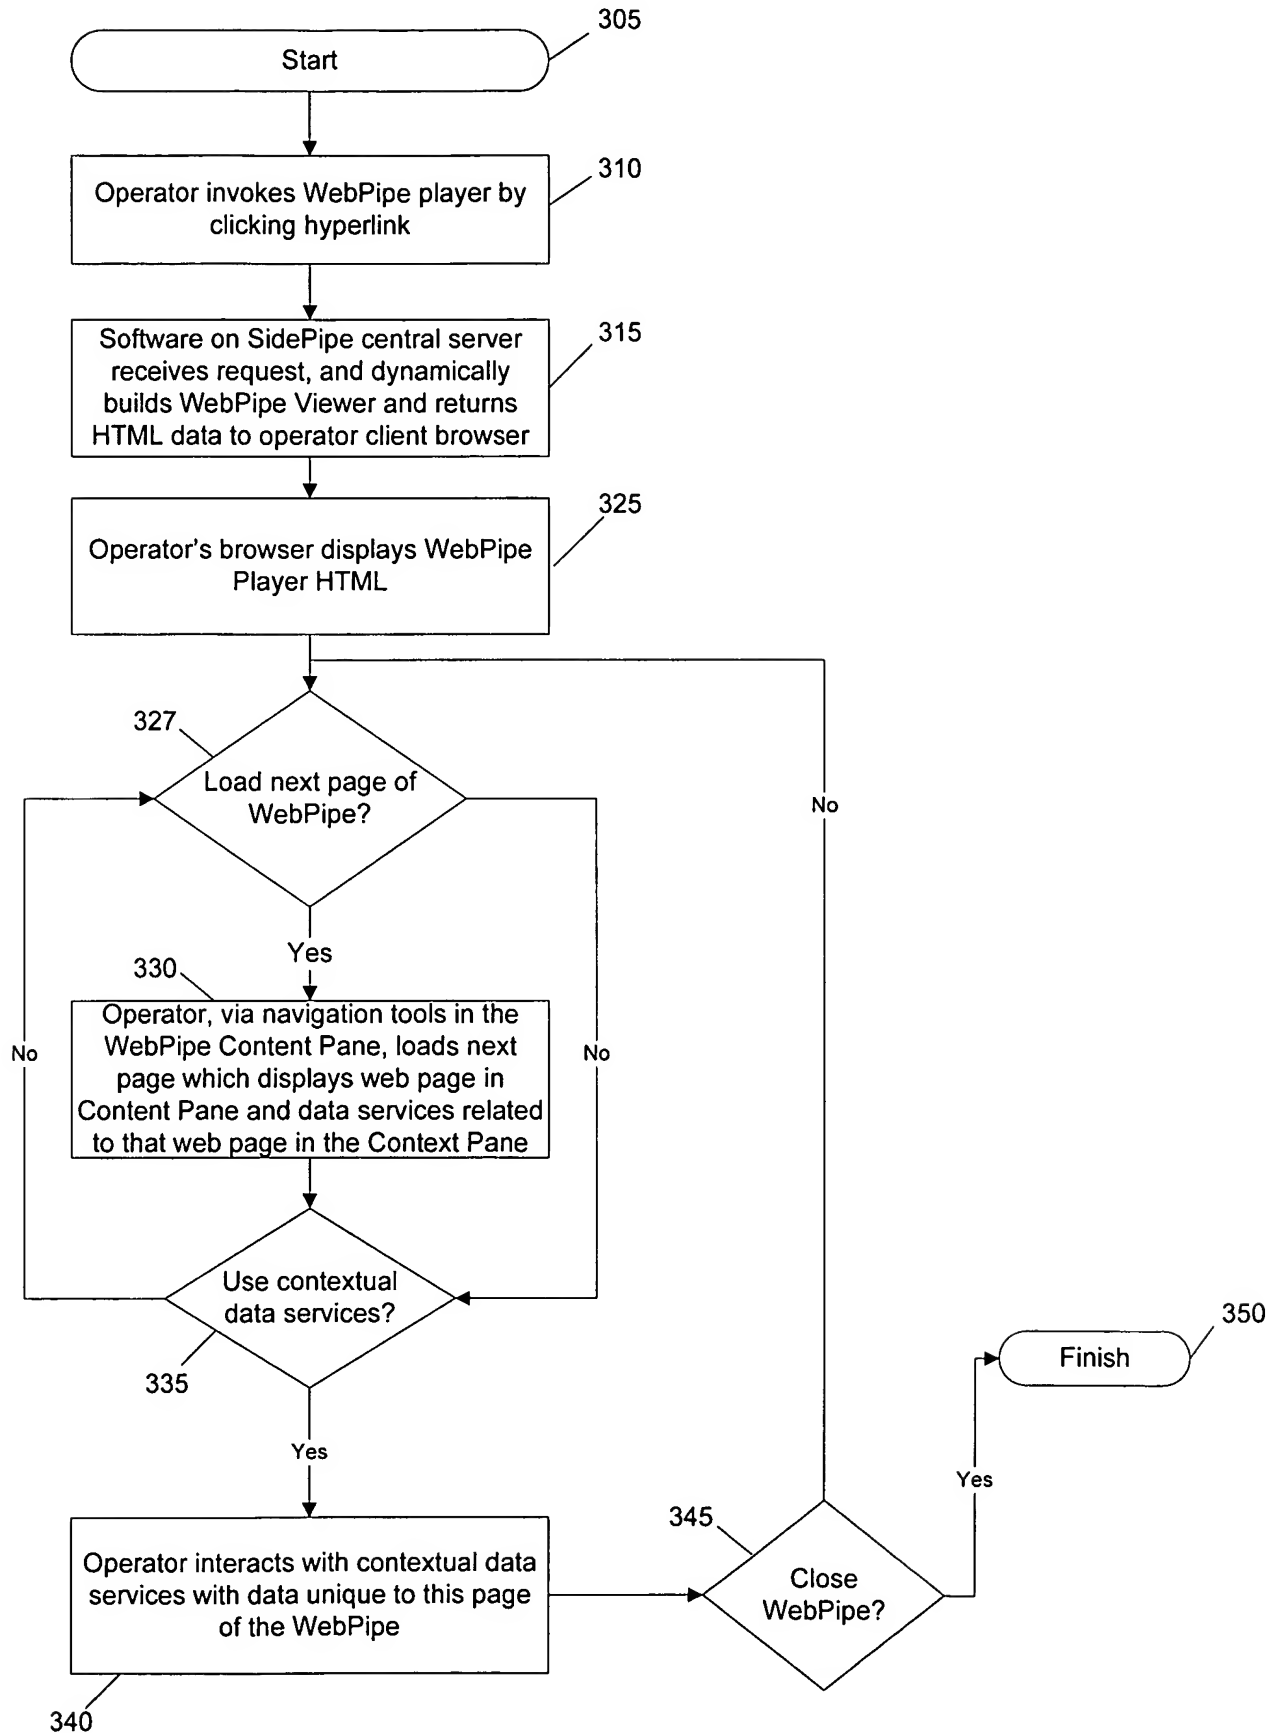 305
Start
310
Operator invokes WebPipe player by
clicking hyperlink
315
Software on SidePipe central server
receives request, and dynamically
builds WebPipe Viewer and returns
HTML data to operator client browser
325
Operator's browser displays WebPipe
Player HTML
327
Load next page of
WebPipe?
No
Yes
330
Operator, via navigation tools in the
WebPipe Content Pane, loads next
page which displays web page in
Content Pane and data services related
to that web page in the Context Pane
No
No
Use contextual
data services?
335
350
Finish
Yes
Yes
345
Operator interacts with contextual data
services with data unique to this page
of the WebPipe
Close
WebPipe?
340